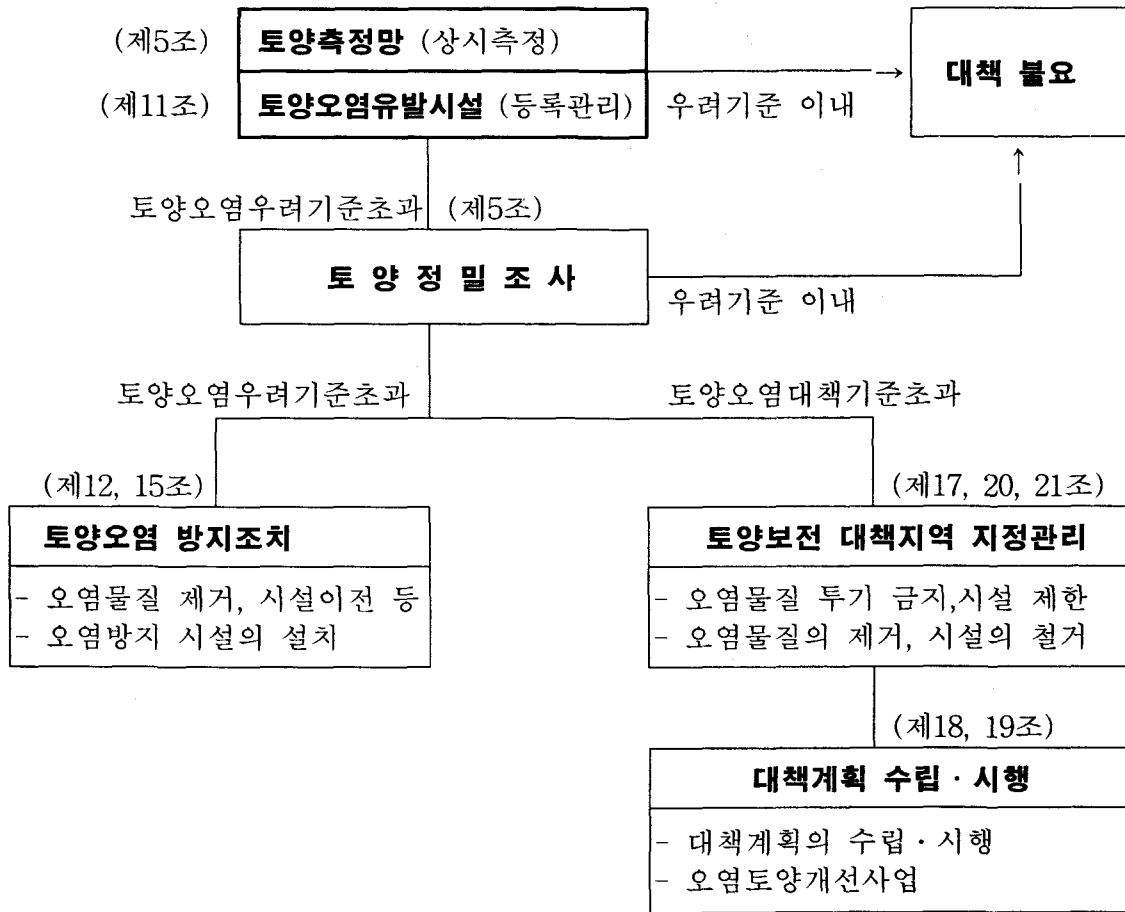 (제5조) 토양측정망 (상시측정)
대책 불요
(제11조) 토양오염유발시설 (등록관리)
우려기준 이내
토양오염우려기준초과 (제5조)
토 양 정 밀 조 사
우려기준 이내
토양오염우려기준초과
토양오염대책기준초과
(제12, 15조)
토양오염 방지조치
- 오염물질 제거, 시설이전 등
- 오염방지 시설의 설치
(제17, 20, 21조)
토양보전 대책지역 지정관리
- 오염물질 투기 금지,시설 제한
- 오염물질의 제거, 시설의 철거
(제18, 19조)
대책계획 수립 · 시행
- 대책계획의 수립 · 시행
- 오염토양개선사업